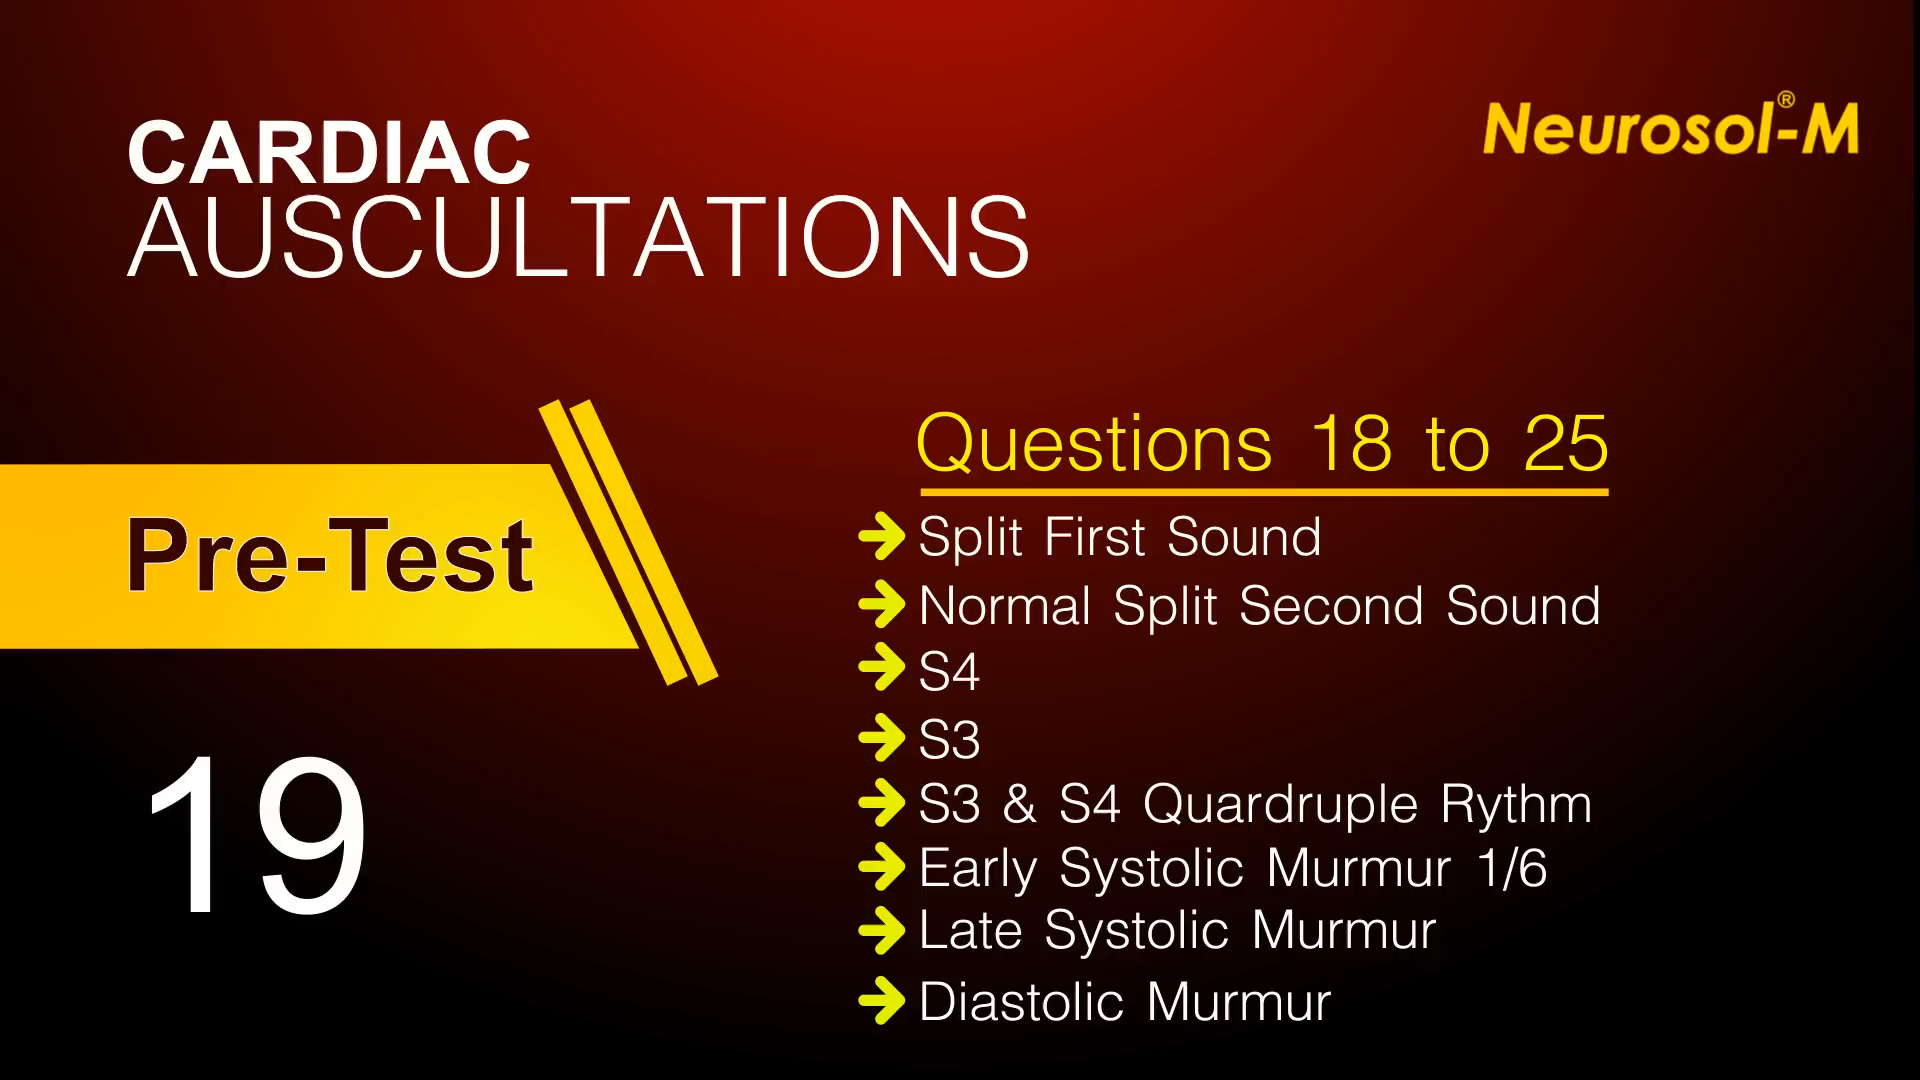 CARDIAC
AUSCULTATIONS
Neurosol®-M
Pre-Test
19
Questions 18 to 25
Split First Sound
Normal Split Second Sound
S4
S3
S3 & S4 Quardruple Rythm
Early Systolic Murmur 1/6
Late Systolic Murmur
Diastolic Murmur